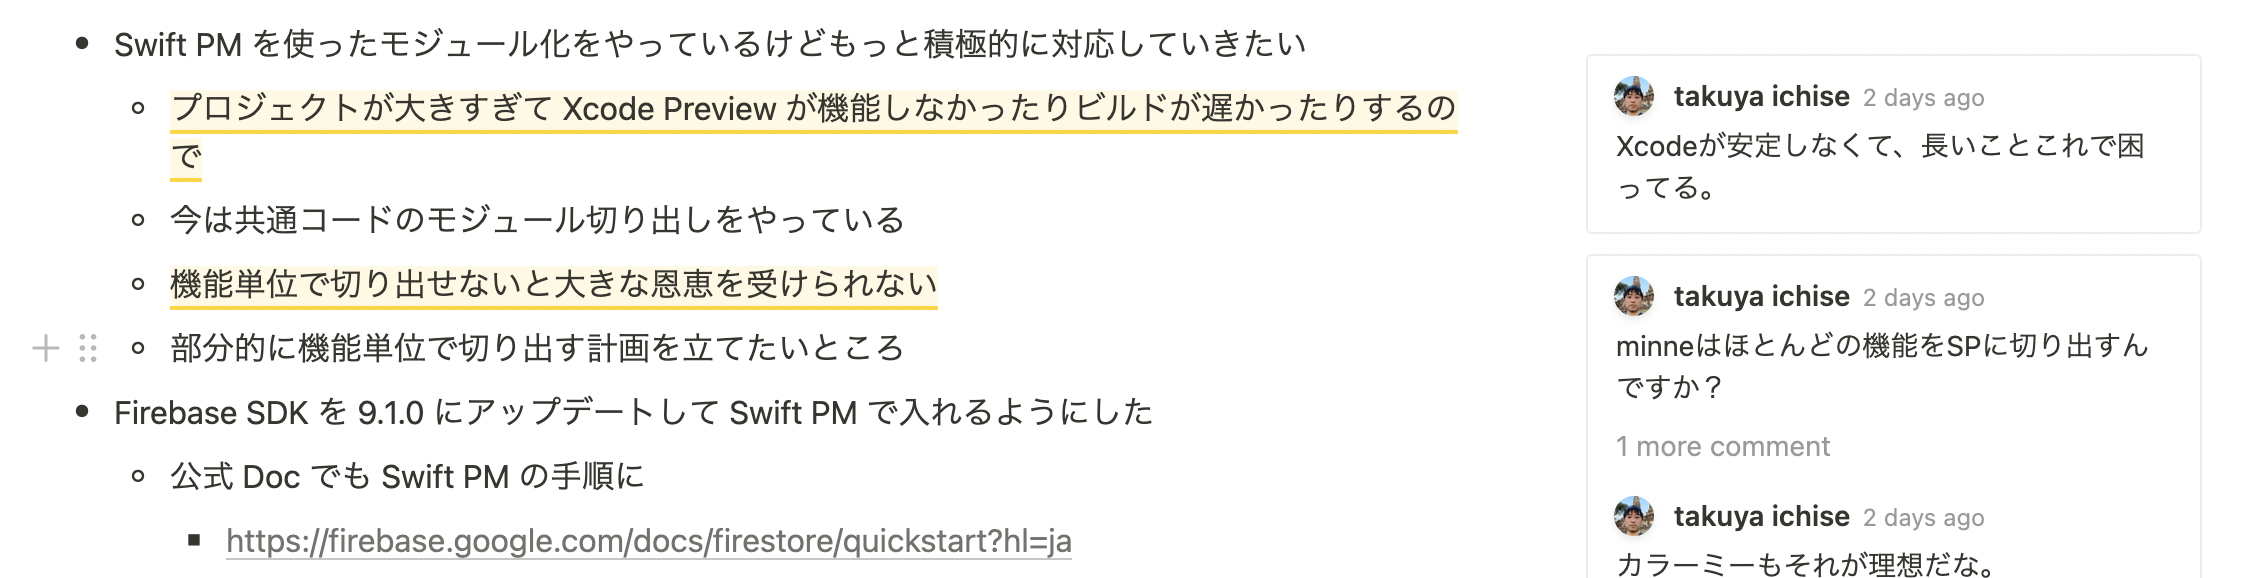 Swift PM を使ったモジュール化をやっているけどもっと積極的に対応していきたい
プロジェクトが大きすぎて Xcode Preview が機能しなかったりビルドが遅かったりするの
で
今は共通コードのモジュール切り出しをやっている
機能単位で切り出せないと大きな恩恵を受けられない
部分的に機能単位で切り出す計画を立てたいところ
Firebase SDK を 9.1.0 にアップデートして Swift PM で入れるようにした
公式 Doc でも Swift PM の手順に
https://firebase.google.com/docs/firestore/quickstart?hl=ja
takuya ichise 2 days ago
Xcodeが安定しなくて、長いことこれで困
ってる。
takuya ichise 2 days ago
minneはほとんどの機能をSPに切り出すん
ですか？
1 more comment
takuya ichise 2 days ago
カラーミーもそれが理想だな。